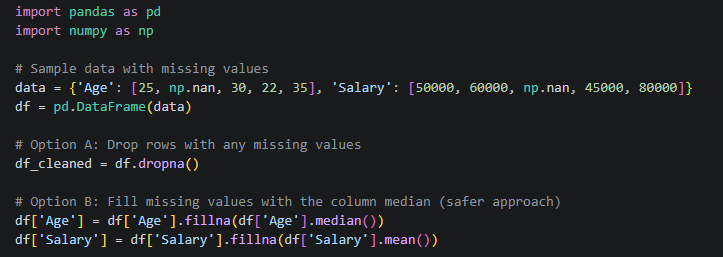 import pandas as pd
import numpy as np
# Sample data with missing values
data = {'Age': [25, np.nan, 30, 22, 35], 'Salary': [50000, 60000, np.nan, 45000, 80000]}
df = pd.DataFrame(data)
# Option A: Drop rows with any missing values
df_cleaned = df.dropna()
# Option B: Fill missing values with the column median (safer approach)
df['Age'] = df['Age'].fillna(df['Age'].median())
df['Salary'] = df['Salary'].fillna(df['Salary'].mean())